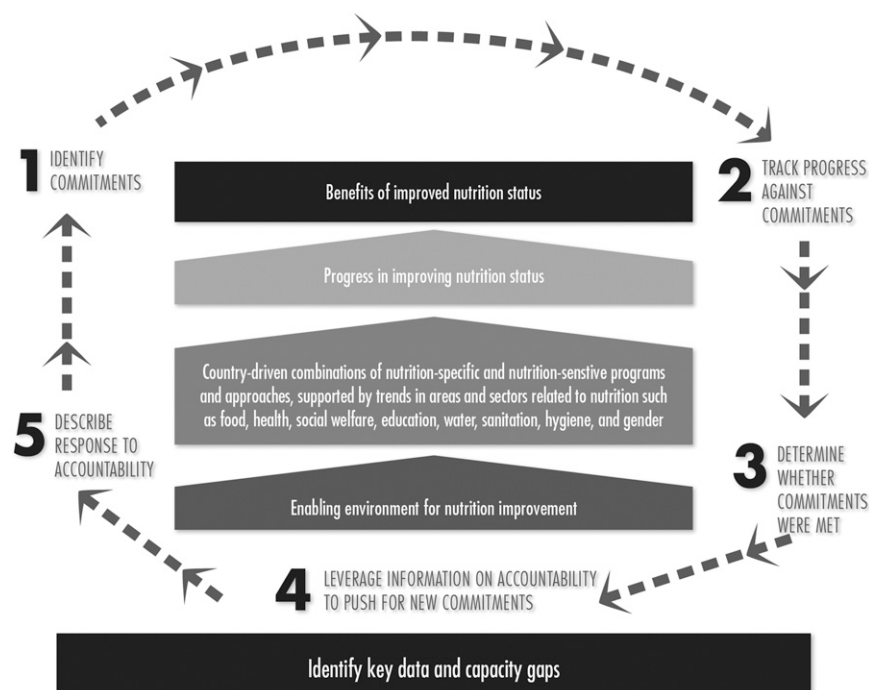 1 IDENTIFY
COMMITMENTS
2 TRACK PROGRESS
AGAINST
COMMITMENTS
Benefits of improved nutrition status
Progress in improving nutrition status
Country-driven combinations of nutrition-specific and nutrition-senstive programs
and approaches, supported by trends in areas and sectors related to nutrition such
as food, health, social welfare, education, water, sanitation, hygiene, and gender
Enabling environment for nutrition improvement
3 DETERMINE
WHETHER
COMMITMENTS
WERE MET
4 LEVERAGE INFORMATION ON ACCOUNTABILITY
TO PUSH FOR NEW COMMITMENTS
5 DESCRIBE
RESPONSE TO
ACCOUNTABILITY
Identify key data and capacity gaps